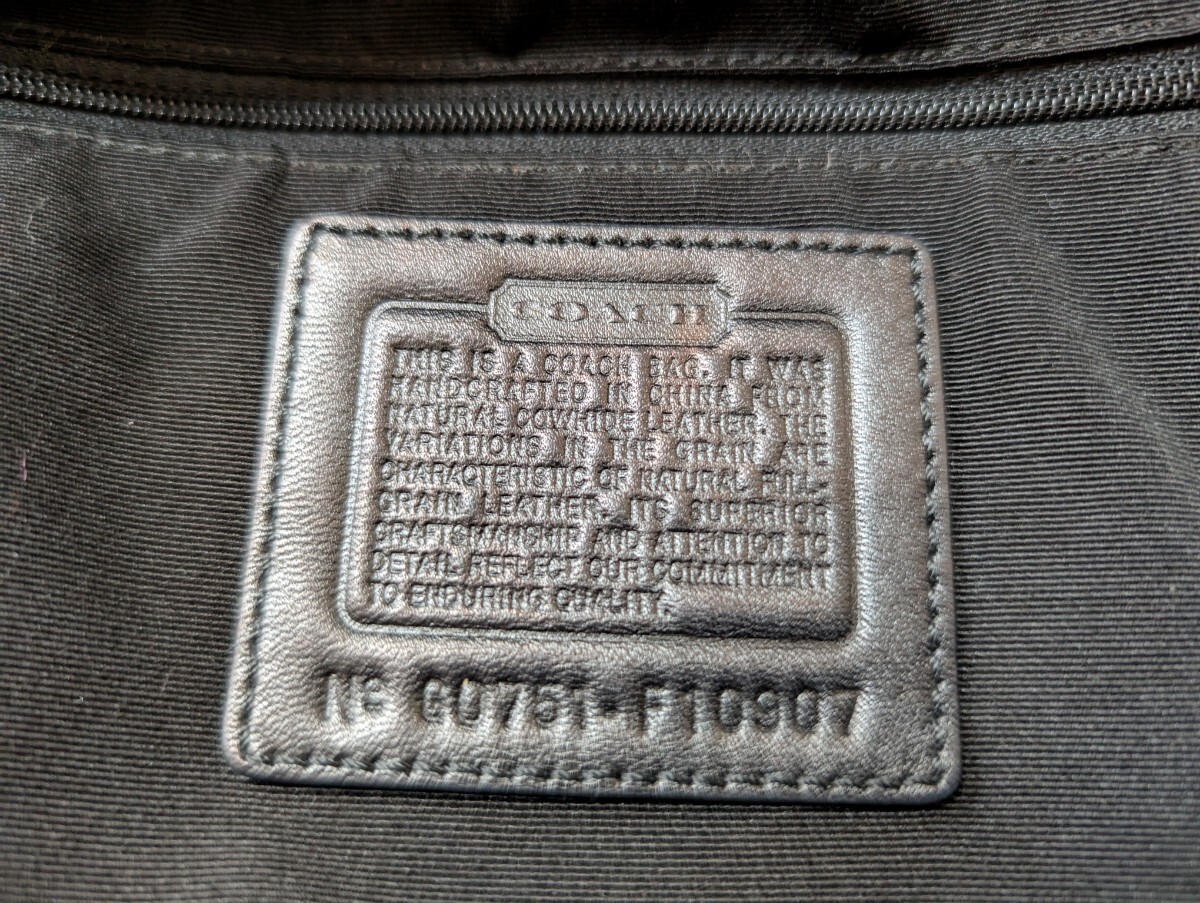 COACH
THIS IS A COACH BAG. IT WAS
HANDCRAFTED IN CHINA FROM
NATURAL COWHIDE LEATHER. THE
VARIATIONS IN THE GRAIN ARE
CHARACTERISTIC OF NATURAL FULL-
GRAIN LEATHER. ITS SUPERIOR
CRAFTSMANSHIP AND ATTENTION TO
DETAIL REFLECT OUR COMMITMENT
TO ENDURING QUALITY.
No G0751-F10907